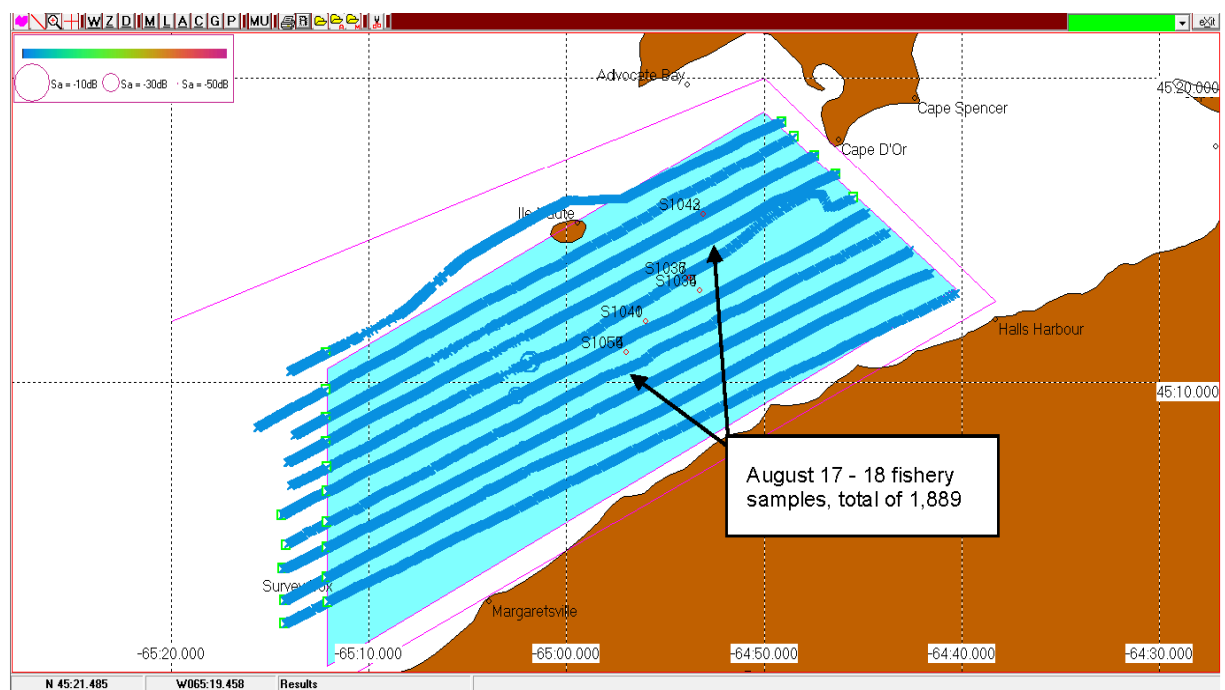 W Z D M L A C G P MU eXit
Sa = -10dB Sa = -30dB Sa = -50dB
Advocate Bay
45:20.000
Cape Spencer
Cape D'Or
Ile Haute
Halls Harbour
45:10.000
August 17 - 18 fishery
samples, total of 1,889
Margaretsville
-65:20.000 -65:10.000 -65:00.000 -64:50.000 -64:40.000 -64:30.000
N 45:21.485 W065:19.458 Results